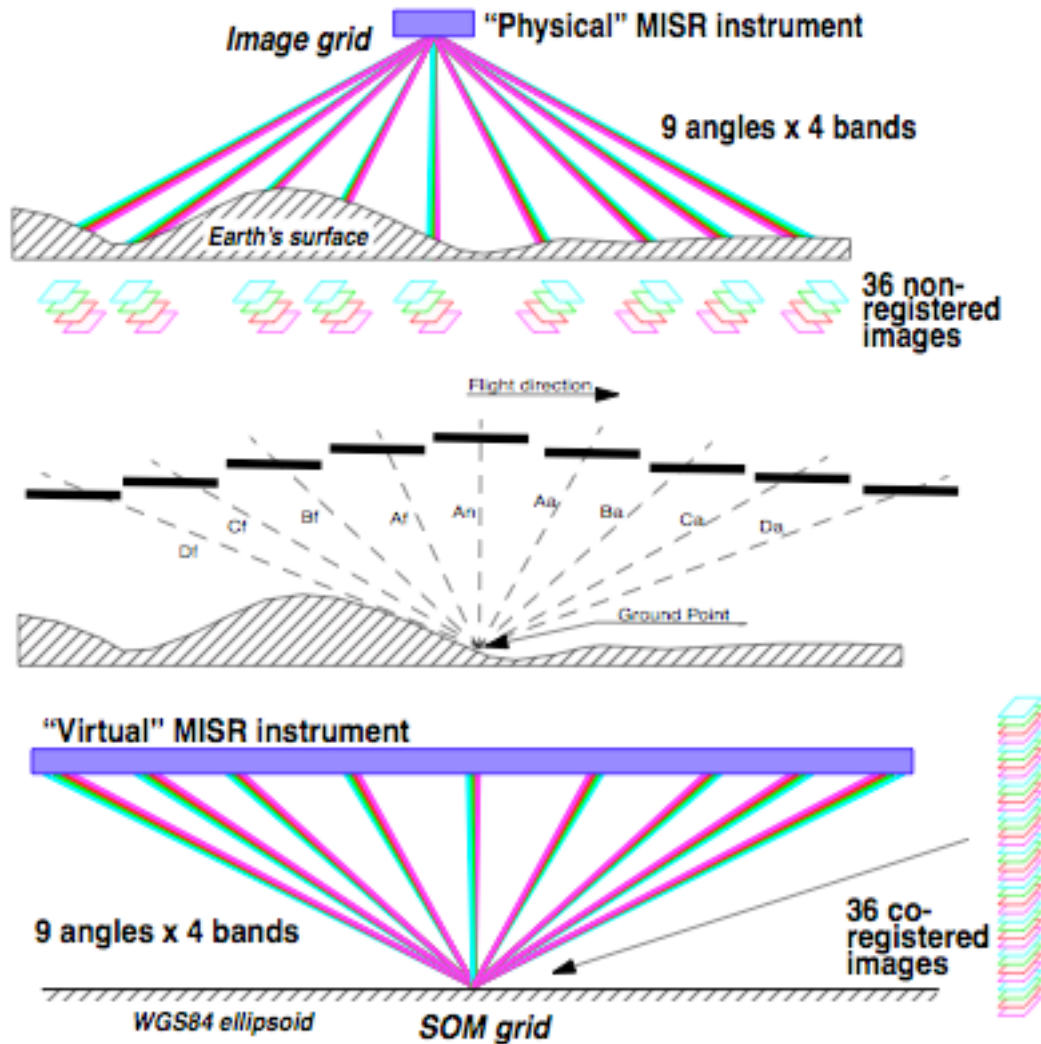 Image grid
“Physical” MISR instrument
9 angles x 4 bands
Earth's surface
36 non-
registered
images
Flight direction
Df
Cf
Bf
Af
An
Aa
Ba
Ca
Da
Ground Point
“Virtual” MISR instrument
9 angles x 4 bands
36 co-
registered
images
WGS84 ellipsoid
SOM grid